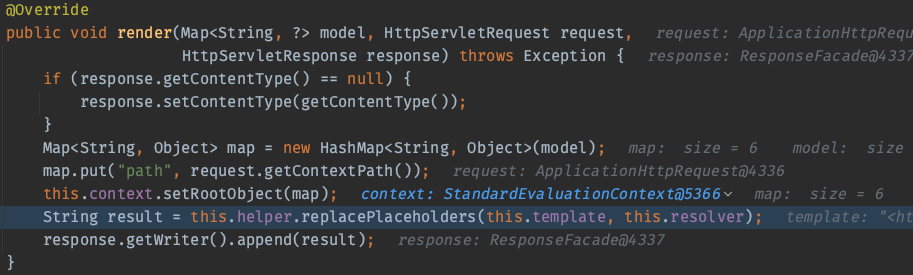 @Override
public void render(Map<String, ?> model, HttpServletRequest request,   request: ApplicationHttpRequ
                   HttpServletResponse response) throws Exception {   response: ResponseFacade@4337
    if (response.getContentType() == null) {
        response.setContentType(getContentType());
    }
    Map<String, Object> map = new HashMap<String, Object>(model);   map:  size = 6    model:  size
    map.put("path", request.getContextPath());   request: ApplicationHttpRequest@4336
    this.context.setRootObject(map);   context: StandardEvaluationContext@5366   map:  size = 6
    String result = this.helper.replacePlaceholders(this.template, this.resolver);   template: "<ht
    response.getWriter().append(result);   response: ResponseFacade@4337
}